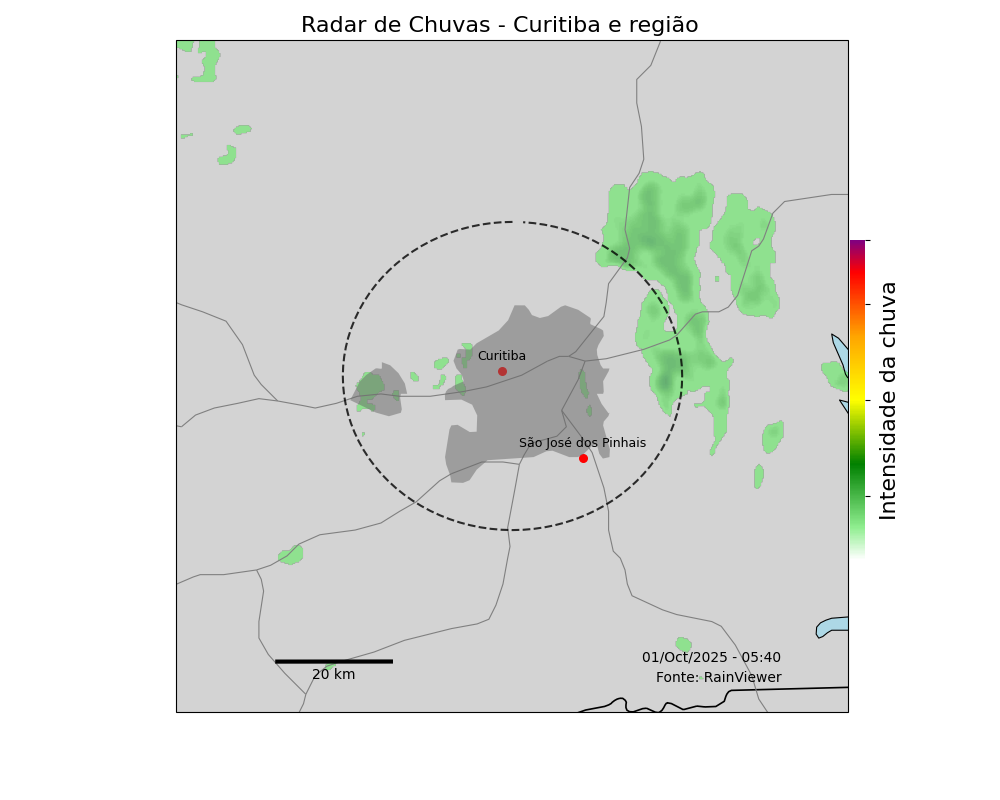 Radar de Chuvas - Curitiba e região
Curitiba
São José dos Pinhais
Intensidade da chuva
01/Oct/2025 - 05:40
Fonte: RainViewer
20 km